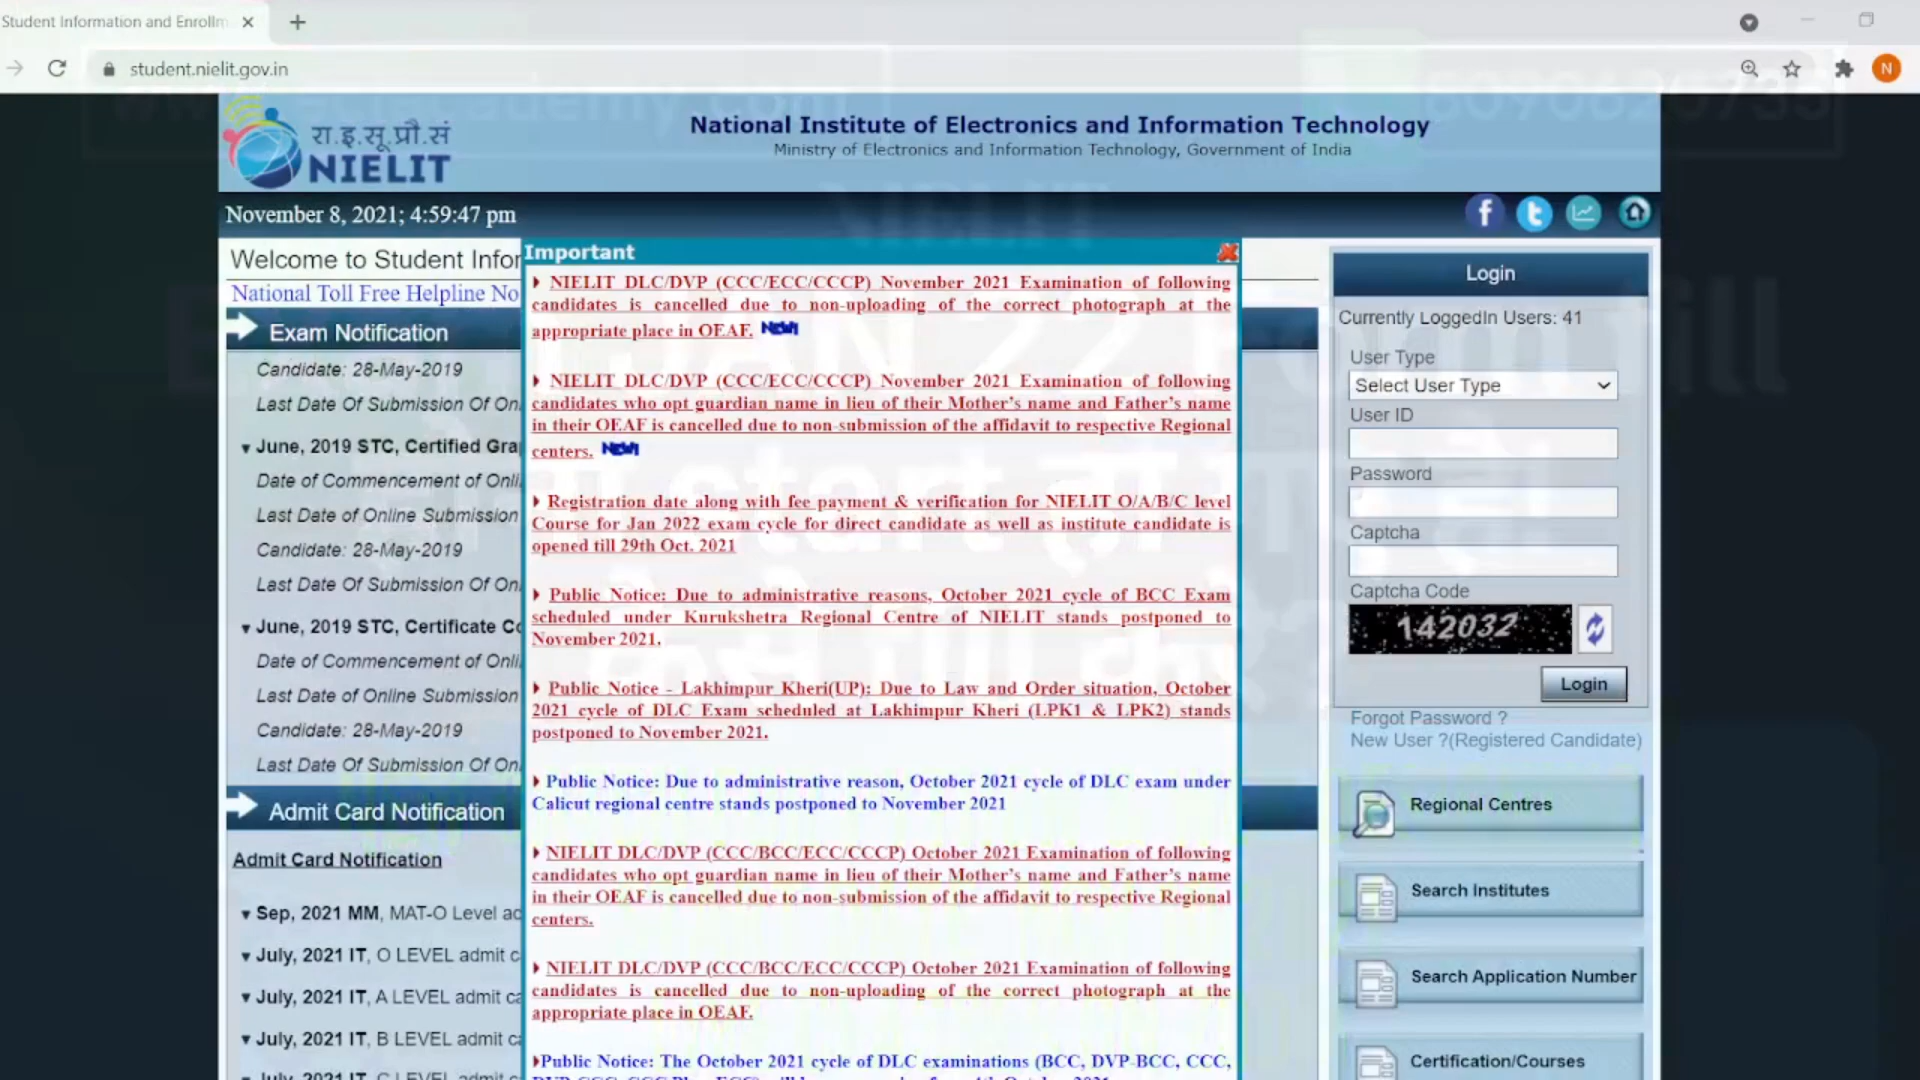 Student Information and Enrollm
student.nielit.gov.in
N
रा.इ.सू.प्रौ.सं
NIELIT
National Institute of Electronics and Information Technology
Ministry of Electronics and Information Technology, Government of India
November 8, 2021; 4:59:47 pm
Welcome to Student Infor
National Toll Free Helpline No
Exam Notification
Candidate: 28-May-2019
Last Date Of Submission Of Onl
June, 2019 STC, Certified Gra
Date of Commencement of Onli
Last Date of Online Submission
Candidate: 28-May-2019
Last Date Of Submission Of Onl
June, 2019 STC, Certificate Co
Date of Commencement of Onli
Last Date of Online Submission
Candidate: 28-May-2019
Last Date Of Submission Of Onl
Admit Card Notification
Admit Card Notification
Sep, 2021 MM, MAT-O Level ad
July, 2021 IT, O LEVEL admit c
July, 2021 IT, A LEVEL admit ca
July, 2021 IT, B LEVEL admit ca
July, 2021 IT, C LEVEL admit c
Important
NIELIT DLC/DVP (CCC/ECC/CCCP) November 2021 Examination of following
candidates is cancelled due to non-uploading of the correct photograph at the
appropriate place in OEAF. NEW!
NIELIT DLC/DVP (CCC/ECC/CCCP) November 2021 Examination of following
candidates who opt guardian name in lieu of their Mother's name and Father's name
in their OEAF is cancelled due to non-submission of the affidavit to respective Regional
centers. NEW!
Registration date along with fee payment & verification for NIELIT O/A/B/C level
Course for Jan 2022 exam cycle for direct candidate as well as institute candidate is
opened till 29th Oct. 2021
Public Notice: Due to administrative reasons, October 2021 cycle of BCC Exam
scheduled under Kurukshetra Regional Centre of NIELIT stands postponed to
November 2021.
Public Notice - Lakhimpur Kheri(UP): Due to Law and Order situation, October
2021 cycle of DLC Exam scheduled at Lakhimpur Kheri (LPK1 & LPK2) stands
postponed to November 2021.
Public Notice: Due to administrative reason, October 2021 cycle of DLC exam under
Calicut regional centre stands postponed to November 2021
NIELIT DLC/DVP (CCC/BCC/ECC/CCCP) October 2021 Examination of following
candidates who opt guardian name in lieu of their Mother's name and Father's name
in their OEAF is cancelled due to non-submission of the affidavit to respective Regional
centers.
NIELIT DLC/DVP (CCC/BCC/ECC/CCCP) October 2021 Examination of following
candidates is cancelled due to non-uploading of the correct photograph at the
appropriate place in OEAF.
Public Notice: The October 2021 cycle of DLC examinations (BCC, DVP-BCC, CCC,
Login
Currently LoggedIn Users: 41
User Type
Select User Type
User ID
Password
Captcha
Captcha Code
142032
Login
Forgot Password ?
New User ?(Registered Candidate)
Regional Centres
Search Institutes
Search Application Number
Certification/Courses
NIELIT
JAN 22 Form fill
start